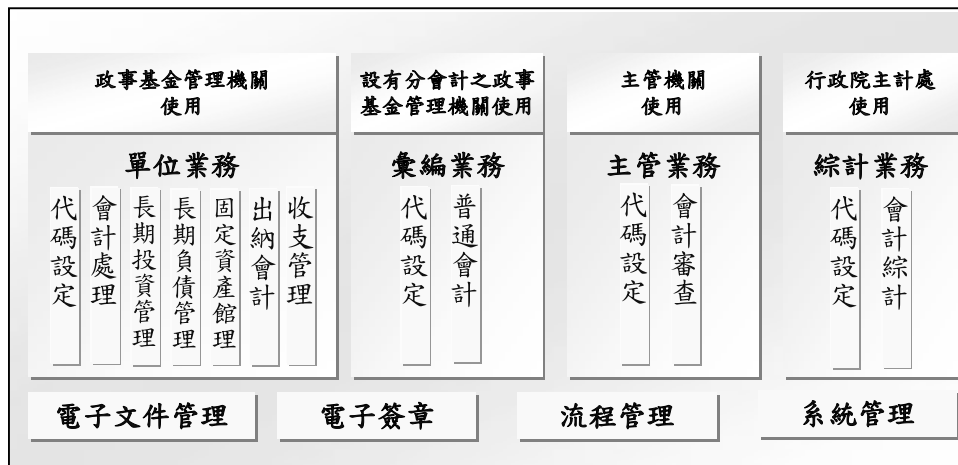 政事基金管理機關
使用
單位業務
代碼設定
會計處理
長期投資管理
長期負債管理
固定資產館理
出納會計
收支管理
設有分會計之政事
基金管理機關使用
彙編業務
代碼設定
普通會計
主管機關
使用
主管業務
代碼設定
會計審查
行政院主計處
使用
綜計業務
代碼設定
會計綜計
電子文件管理
電子簽章
流程管理
系統管理